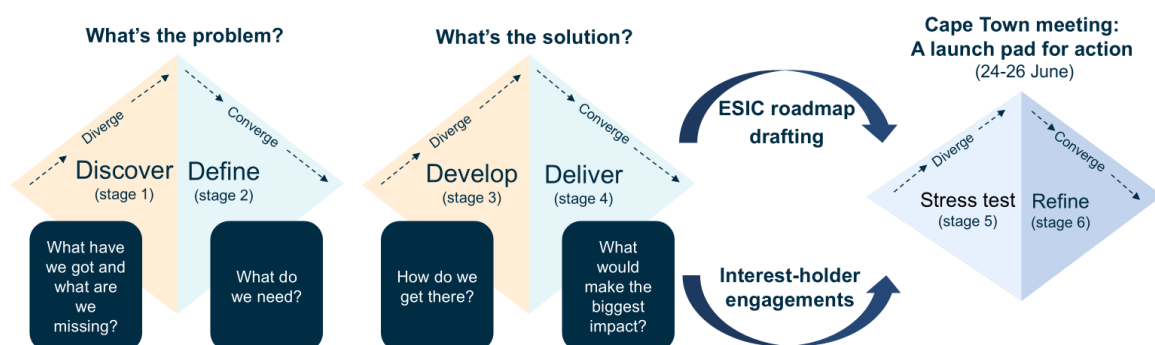 What's the problem?
Diverge
Converge
Discover
(stage 1)
Define
(stage 2)
What have
we got and
what are
we
missing?
What do
we need?
What's the solution?
Diverge
Converge
Develop
(stage 3)
Deliver
(stage 4)
How do we
get there?
What
would
make the
biggest
impact?
ESIC roadmap
drafting
Interest-holder
engagements
Cape Town meeting:
A launch pad for action
(24-26 June)
Diverge
Converge
Stress test
(stage 5)
Refine
(stage 6)